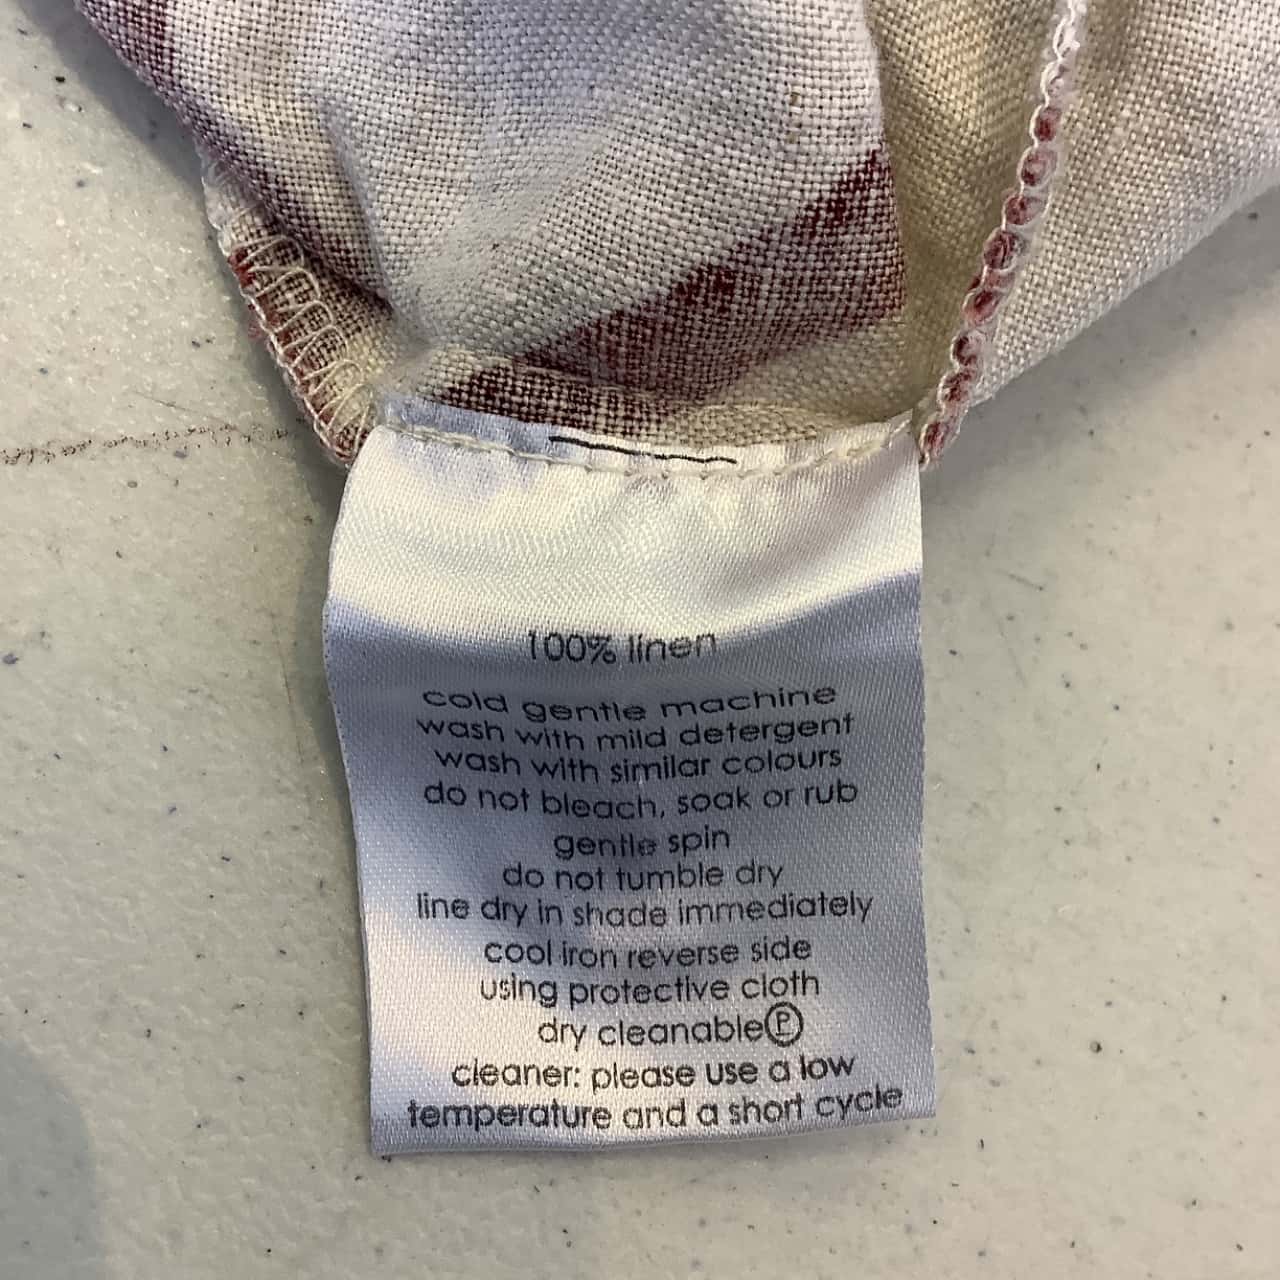 100% linen
cold gentle machine
wash with mild detergent
wash with similar colours
do not bleach, soak or rub
gentle spin
do not tumble dry
line dry in shade immediately
cool iron reverse side
using protective cloth
dry cleanable Ⓟ
cleaner: please use a low
temperature and a short cycle